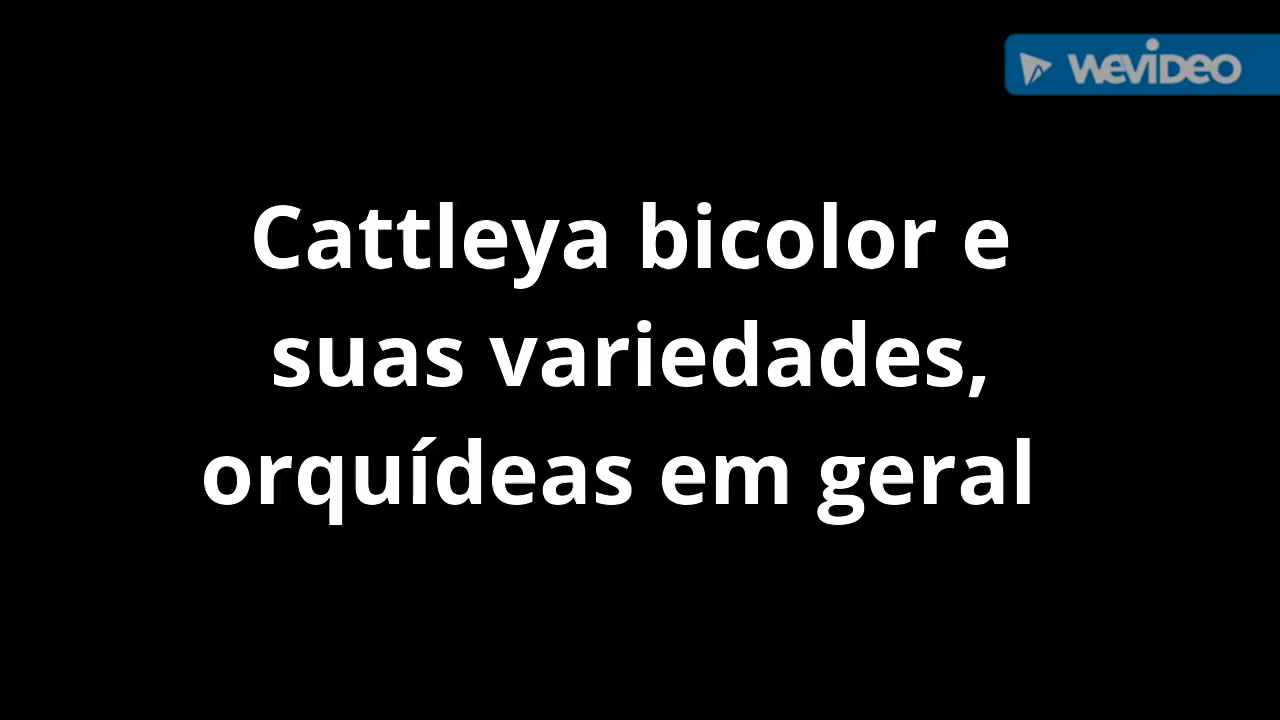 WEVIDEO
Cattleya bicolor e
suas variedades,
orquídeas em geral